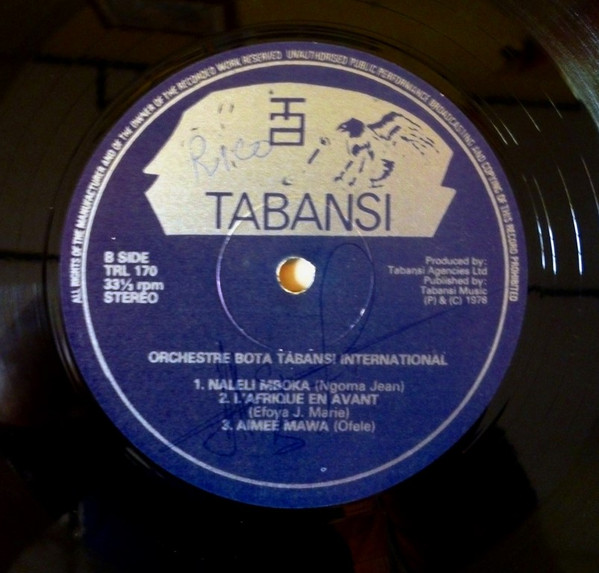 ALL RIGHTS OF THE MANUFACTURER AND OF THE OWNER OF THE RECORDED WORK RESERVED UNAUTHORISED PUBLIC PERFORMANCE BROADCASTING AND COPYING OF THIS RECORD PROHIBITED
Rico
TABANSI
B SIDE
TRL 170
33⅓ rpm
STEREO
Produced by:
Tabansi Agencies Ltd
Published by:
Tabansi Music
(P) & (C) 1978
ORCHESTRE BOTA TABANSI INTERNATIONAL
1. NALELI MBOKA (Ngoma Jean)
2. L'AFRIQUE EN AVANT
(Efoya J. Marie)
3. AIMEE MAWA (Ofele)